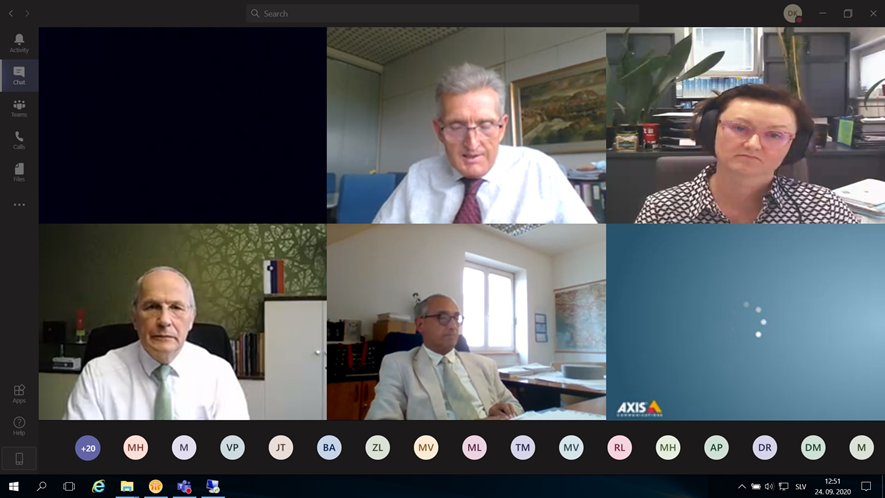 Search
DK
Activity
Chat
Teams
Calls
Files
Apps
Help
AXIS
COMMUNICATIONS
+20
MH
M
VP
JT
BA
ZL
MV
ML
TM
MV
RL
MH
AP
DR
DM
M
SLV
12:51
24. 09. 2020